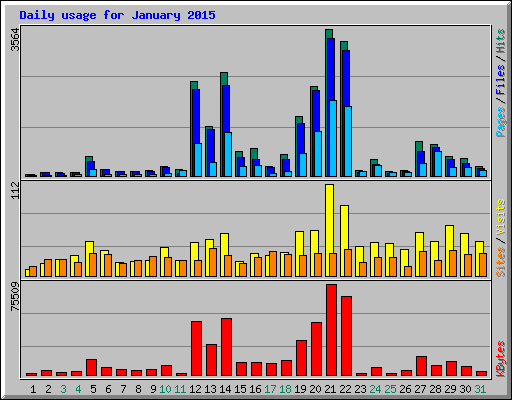 Daily usage for January 2015
3564
Pages / Files / Hits
112
Sites / Visits
75509
KBytes
1 2 3 4 5 6 7 8 9 10 11 12 13 14 15 16 17 18 19 20 21 22 23 24 25 26 27 28 29 30 31